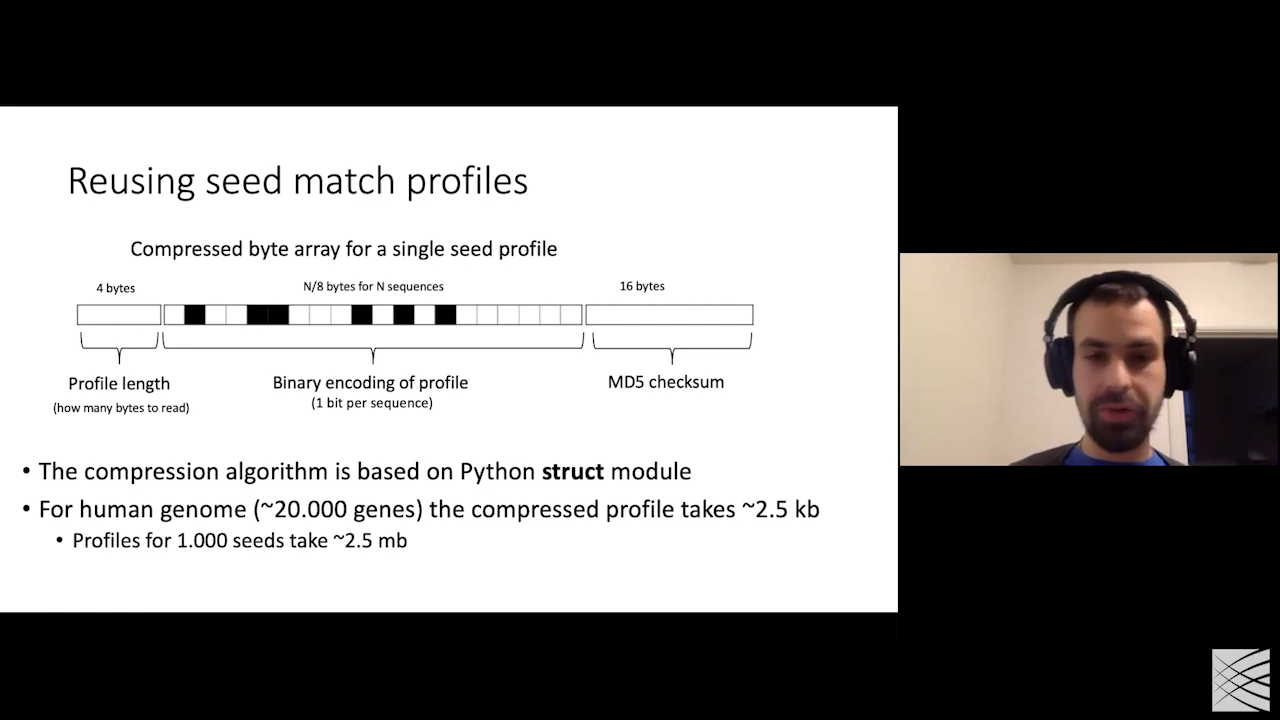 Reusing seed match profiles
Compressed byte array for a single seed profile
4 bytes
N/8 bytes for N sequences
16 bytes
Profile length
(how many bytes to read)
Binary encoding of profile
(1 bit per sequence)
MD5 checksum
• The compression algorithm is based on Python struct module
• For human genome (~20.000 genes) the compressed profile takes ~2.5 kb
• Profiles for 1.000 seeds take ~2.5 mb